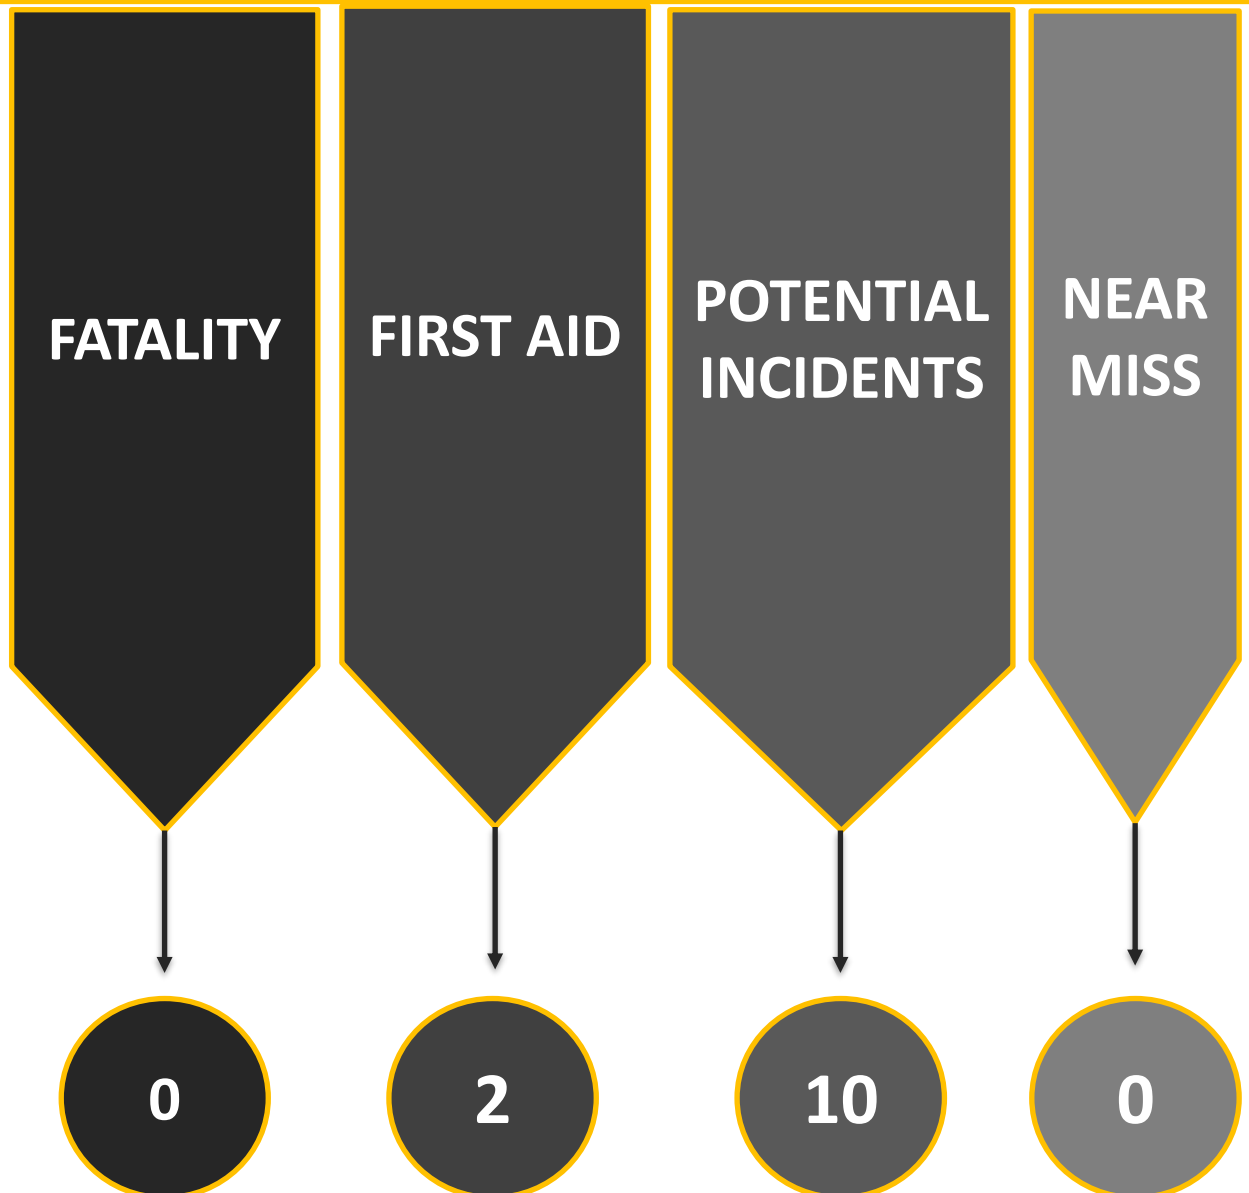 FATALITY
FIRST AID
POTENTIAL
INCIDENTS
NEAR
MISS
0
2
10
0